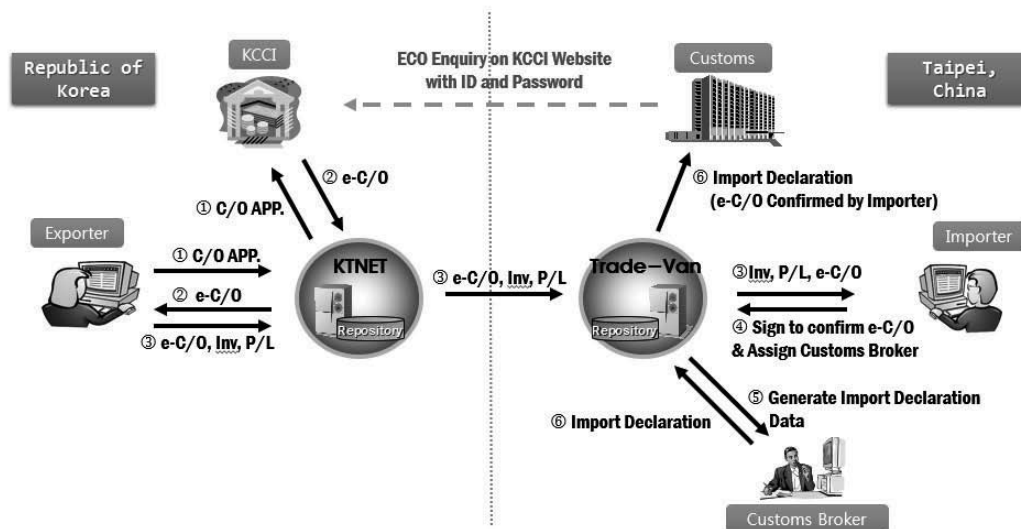 KCCI
Republic of
Korea
ECO Enquiry on KCCI Website
with ID and Password
Customs
Taipei,
China
② e-C/O
① C/O APP.
⑥ Import Declaration
(e-C/O Confirmed by Importer)
Exporter
① C/O APP.
② e-C/O
③ e-C/O, Inv, P/L
KTNET
Repository
③ e-C/O, Inv, P/L
Trade-Van
Repository
Importer
③Inv, P/L, e-C/O
④ Sign to confirm e-C/O
& Assign Customs Broker
⑤ Generate Import Declaration
Data
⑥ Import Declaration
Customs Broker